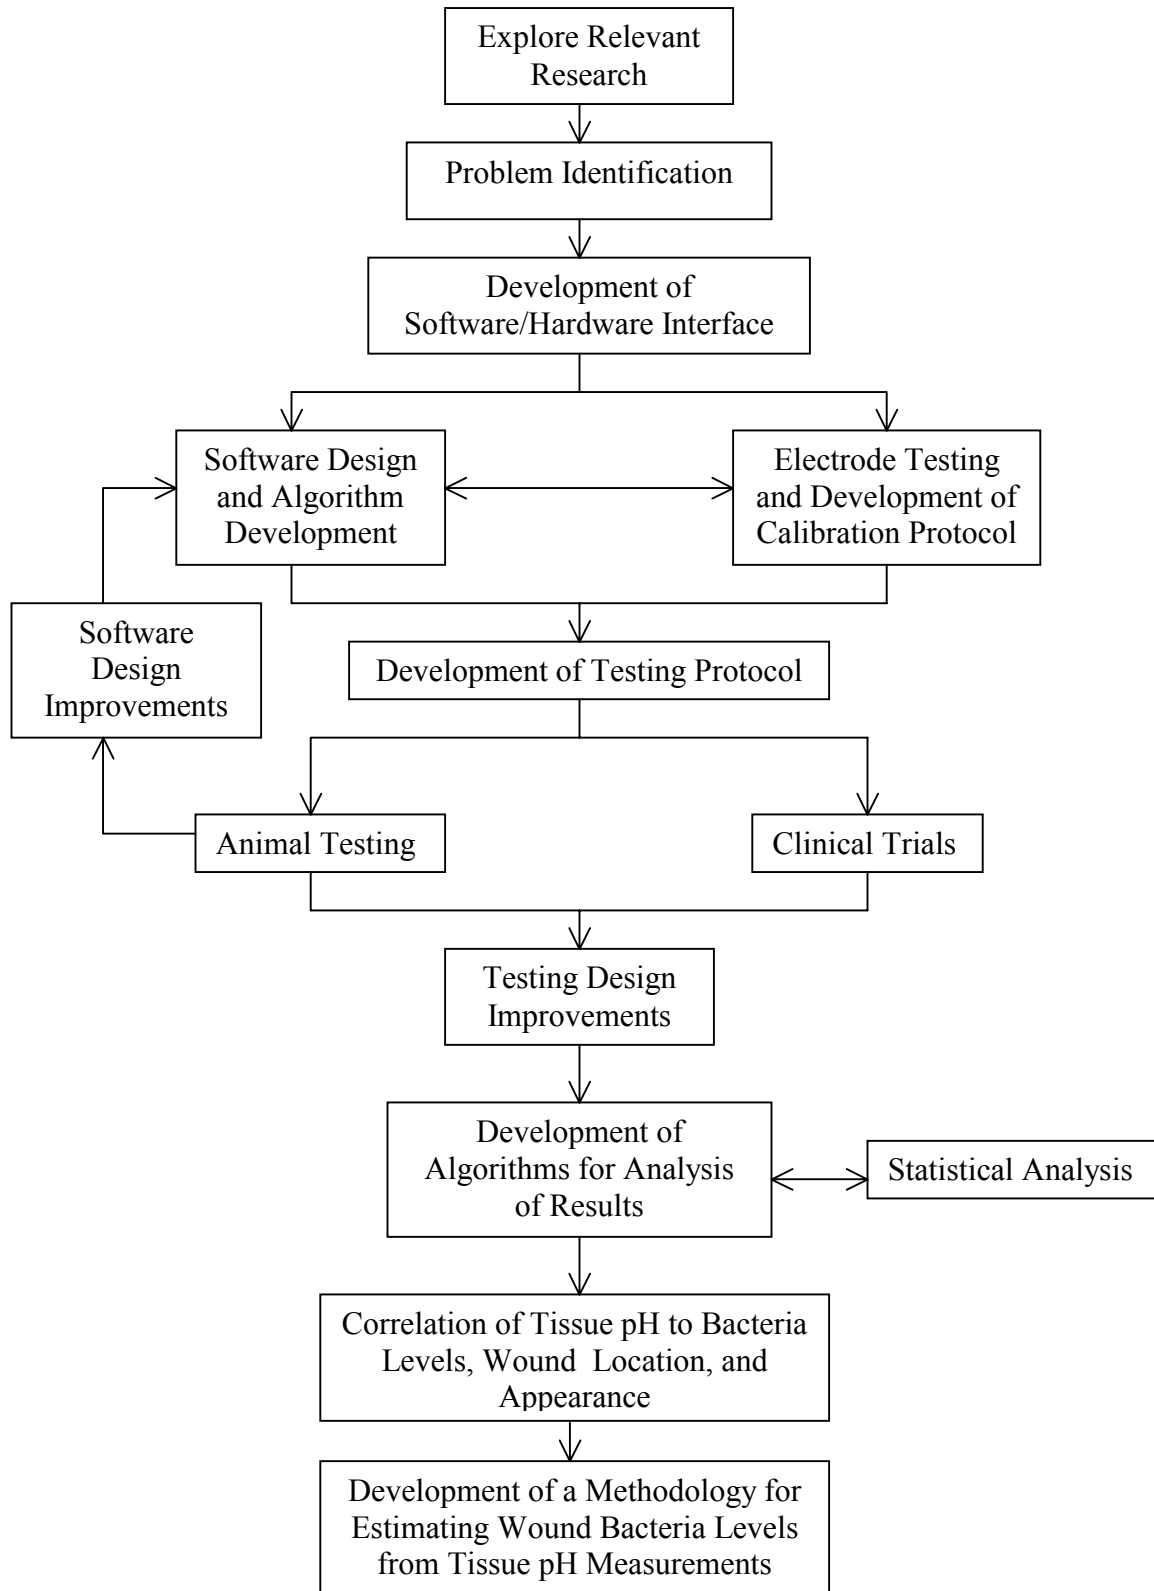 Explore Relevant
Research
Problem Identification
Development of
Software/Hardware Interface
Software Design
and Algorithm
Development
Electrode Testing
and Development of
Calibration Protocol
Software
Design
Improvements
Development of Testing Protocol
Animal Testing
Clinical Trials
Testing Design
Improvements
Development of
Algorithms for Analysis
of Results
Statistical Analysis
Correlation of Tissue pH to Bacteria
Levels, Wound Location, and
Appearance
Development of a Methodology for
Estimating Wound Bacteria Levels
from Tissue pH Measurements